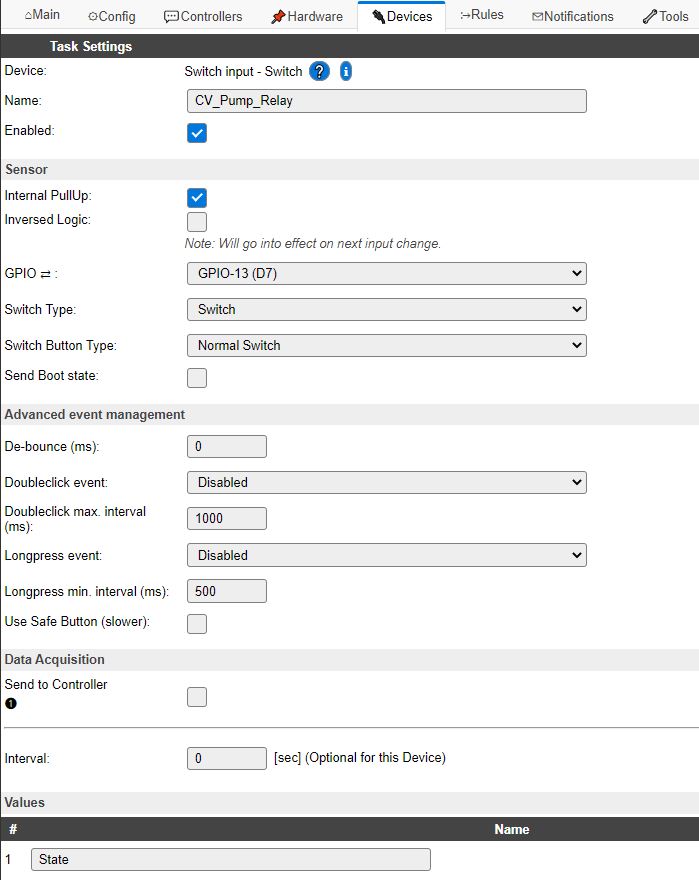 Main Config Controllers Hardware Devices Rules Notifications Tools
Task Settings
Device: Switch input - Switch ? i
Name: CV_Pump_Relay
Enabled:
Sensor
Internal PullUp:
Inversed Logic:
Note: Will go into effect on next input change.
GPIO ⇄ : GPIO-13 (D7)
Switch Type: Switch
Switch Button Type: Normal Switch
Send Boot state:
Advanced event management
De-bounce (ms): 0
Doubleclick event: Disabled
Doubleclick max. interval
(ms): 1000
Longpress event: Disabled
Longpress min. interval (ms): 500
Use Safe Button (slower):
Data Acquisition
Send to Controller
❶
Interval: 0 [sec] (Optional for this Device)
Values
# Name
1 State